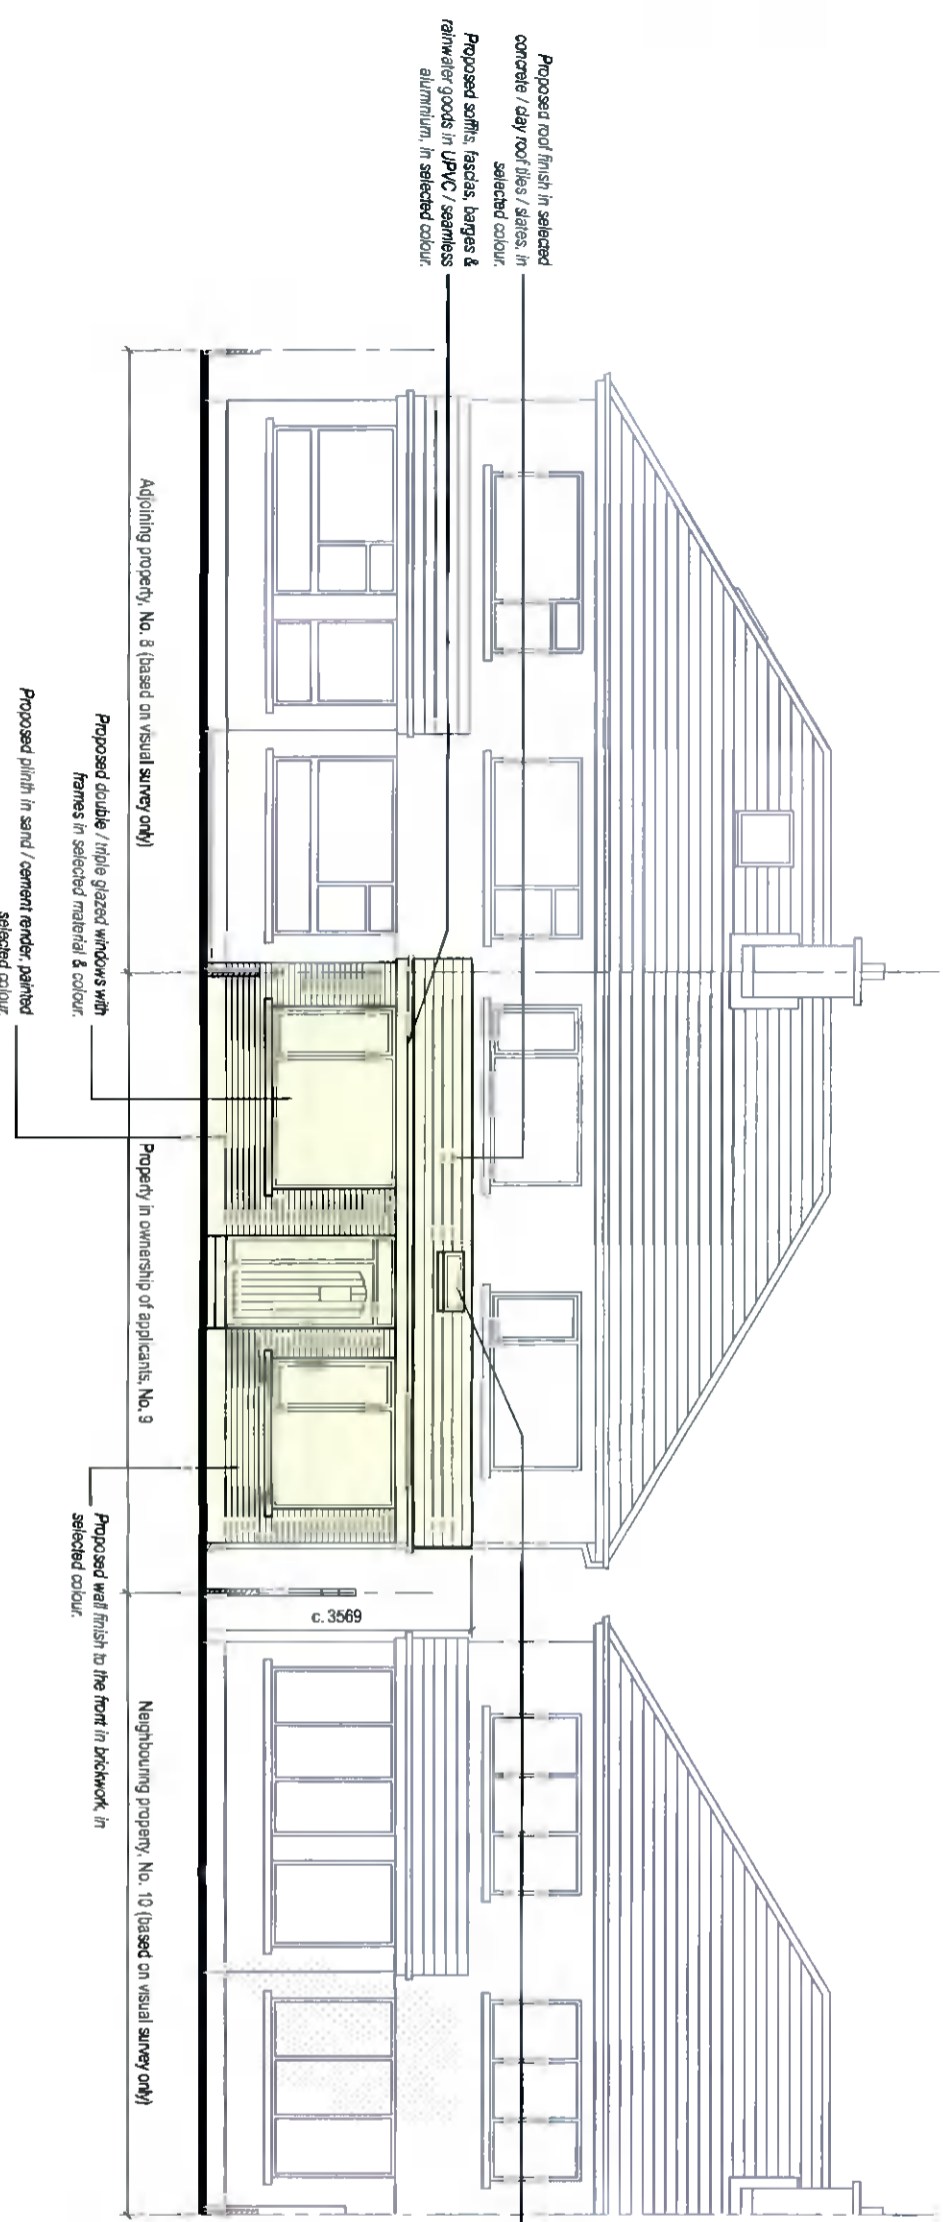 Proposed roof finish in selected
concrete / clay roof tiles / slates, in
selected colour.
Proposed soffits, fascias, barges &
rainwater goods in UPVC / seamless
aluminium, in selected colour.
c. 3569
Adjoining property, No. 8 (based on visual survey only)
Property in ownership of applicants, No. 9
Neighbouring property, No. 10 (based on visual survey only)
Proposed double / triple glazed windows with
frames in selected material & colour.
Proposed plinth in sand / cement render, painted
selected colour.
Proposed wall finish to the front in brickwork, in
selected colour.